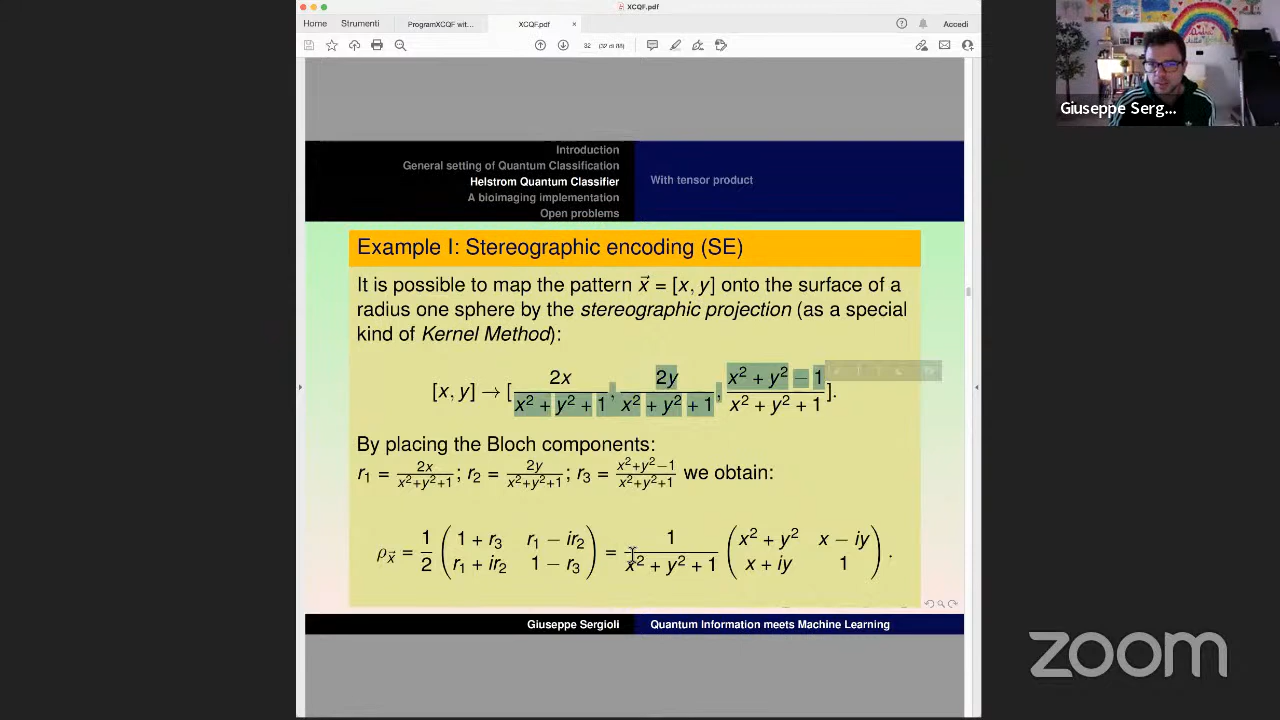 XCQF.pdf
Home Strumenti ProgramXCQF wit... XCQF.pdf × Accedi
32 (32 di 88)
Introduction
General setting of Quantum Classification
Helstrom Quantum Classifier
A bioimaging implementation
Open problems
With tensor product
Example I: Stereographic encoding (SE)
It is possible to map the pattern x⃗ = [x, y] onto the surface of a
radius one sphere by the stereographic projection (as a special
kind of Kernel Method):
[x, y] → [2x / (x² + y² + 1), 2y / (x² + y² + 1), (x² + y² − 1) / (x² + y² + 1)].
By placing the Bloch components:
r₁ = 2x / (x²+y²+1); r₂ = 2y / (x²+y²+1); r₃ = (x²+y²−1) / (x²+y²+1) we obtain:
ρ_x⃗ = 1/2 (1 + r₃  r₁ − ir₂ ; r₁ + ir₂  1 − r₃) = 1 / (x² + y² + 1) (x² + y²  x − iy ; x + iy  1).
Giuseppe Sergioli Quantum Information meets Machine Learning
Giuseppe Serg...
zoom